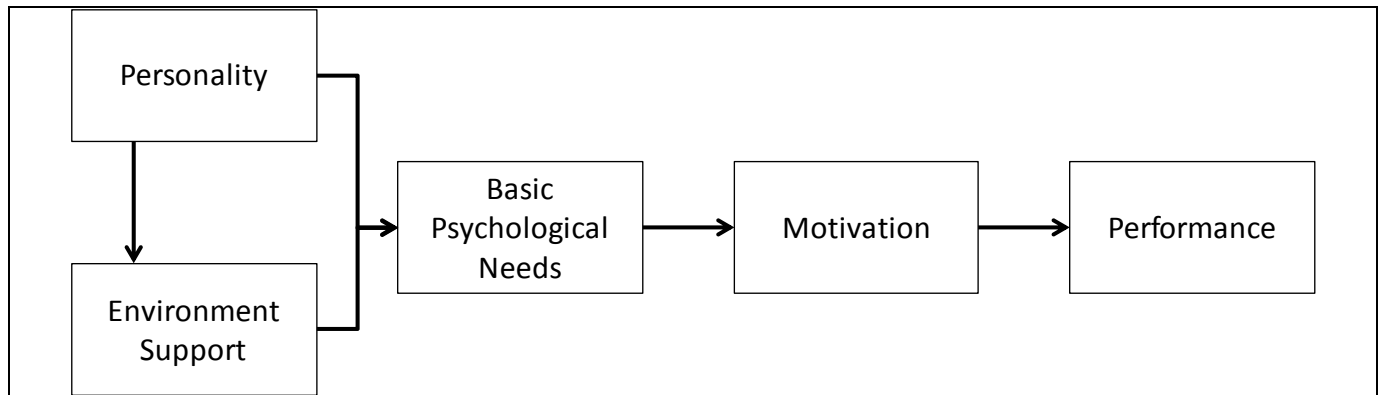 Personality
Environment
Support
Basic
Psychological
Needs
Motivation
Performance